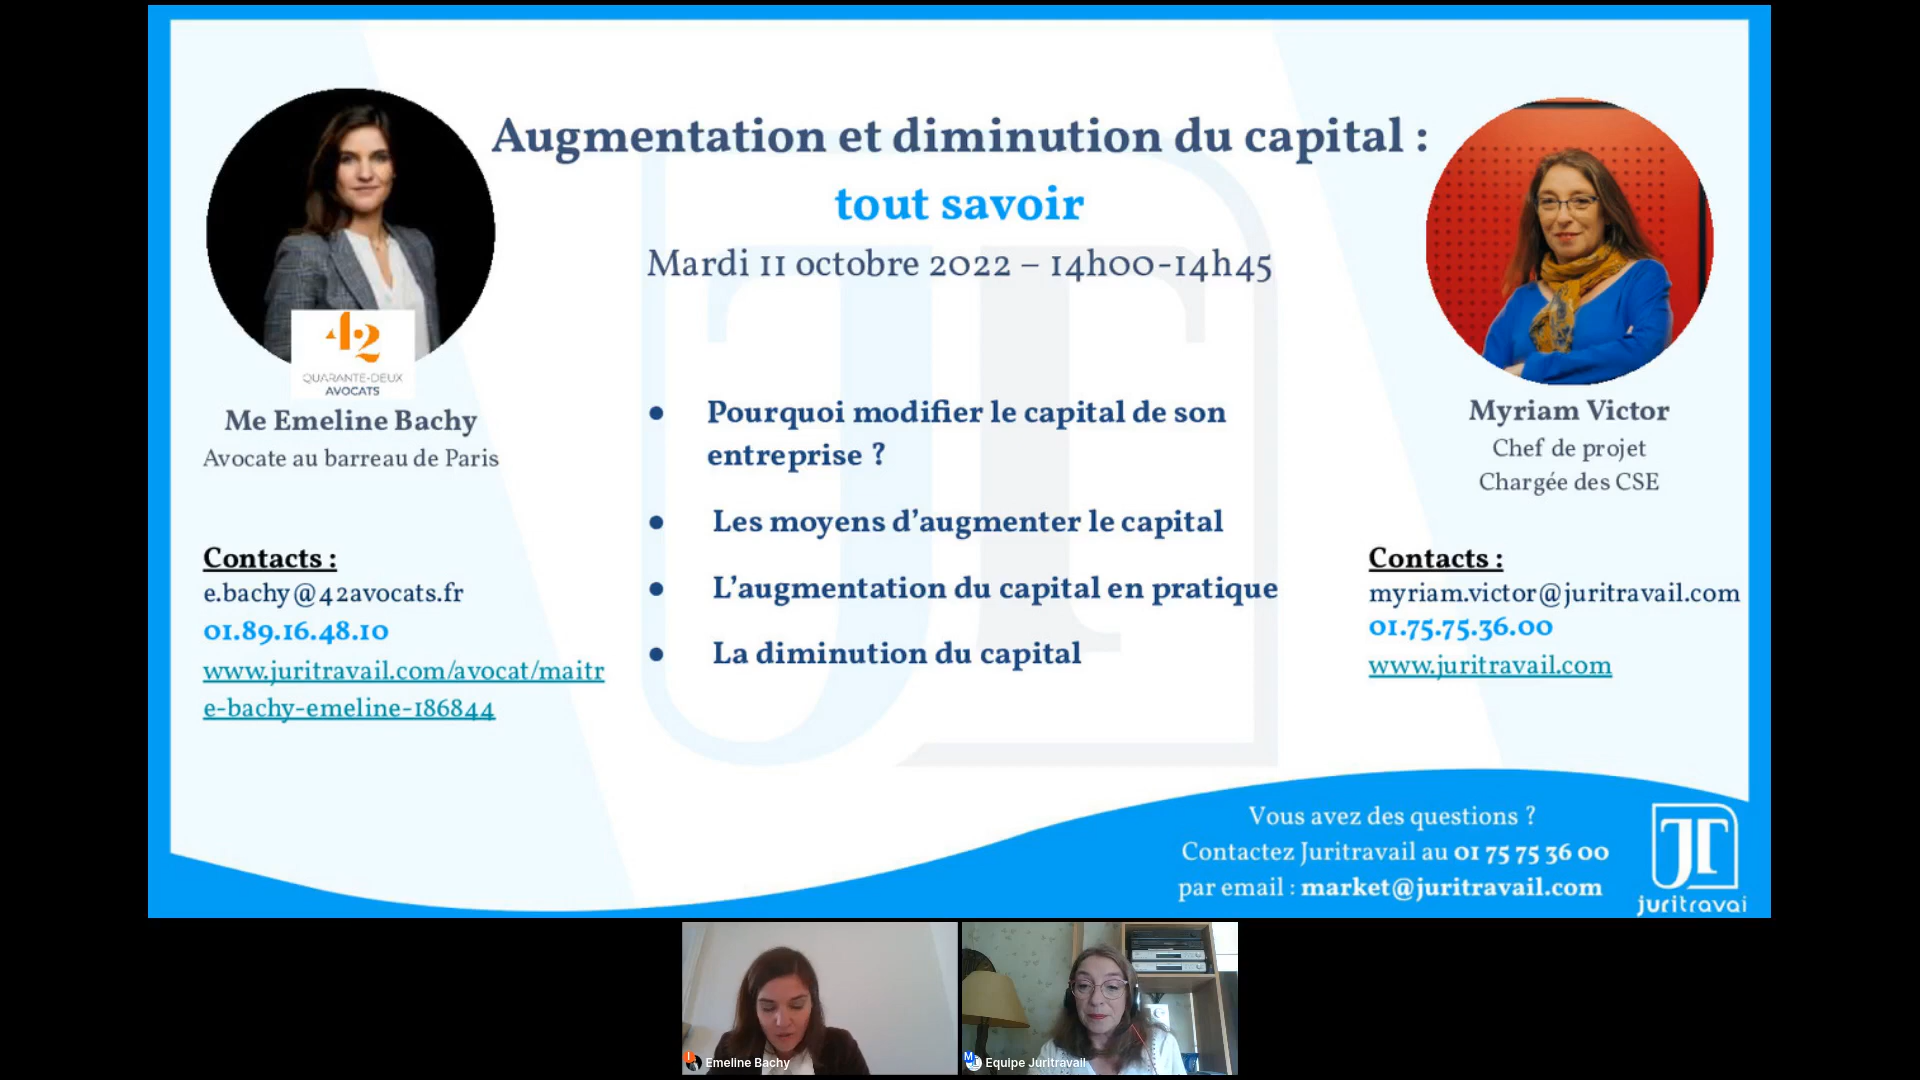 Augmentation et diminution du capital :
tout savoir
Mardi 11 octobre 2022 – 14h00-14h45
42
QUARANTE-DEUX
AVOCATS
Me Emeline Bachy
Avocate au barreau de Paris
Contacts :
e.bachy@42avocats.fr
01.89.16.48.10
www.juritravail.com/avocat/maitr
e-bachy-emeline-186844
● Pourquoi modifier le capital de son
entreprise ?
● Les moyens d’augmenter le capital
● L’augmentation du capital en pratique
● La diminution du capital
Myriam Victor
Chef de projet
Chargée des CSE
Contacts :
myriam.victor@juritravail.com
01.75.75.36.00
www.juritravail.com
Vous avez des questions ?
Contactez Juritravail au 01 75 75 36 00
par email : market@juritravail.com
JT
juritravai
Emeline Bachy
Equipe Juritravail